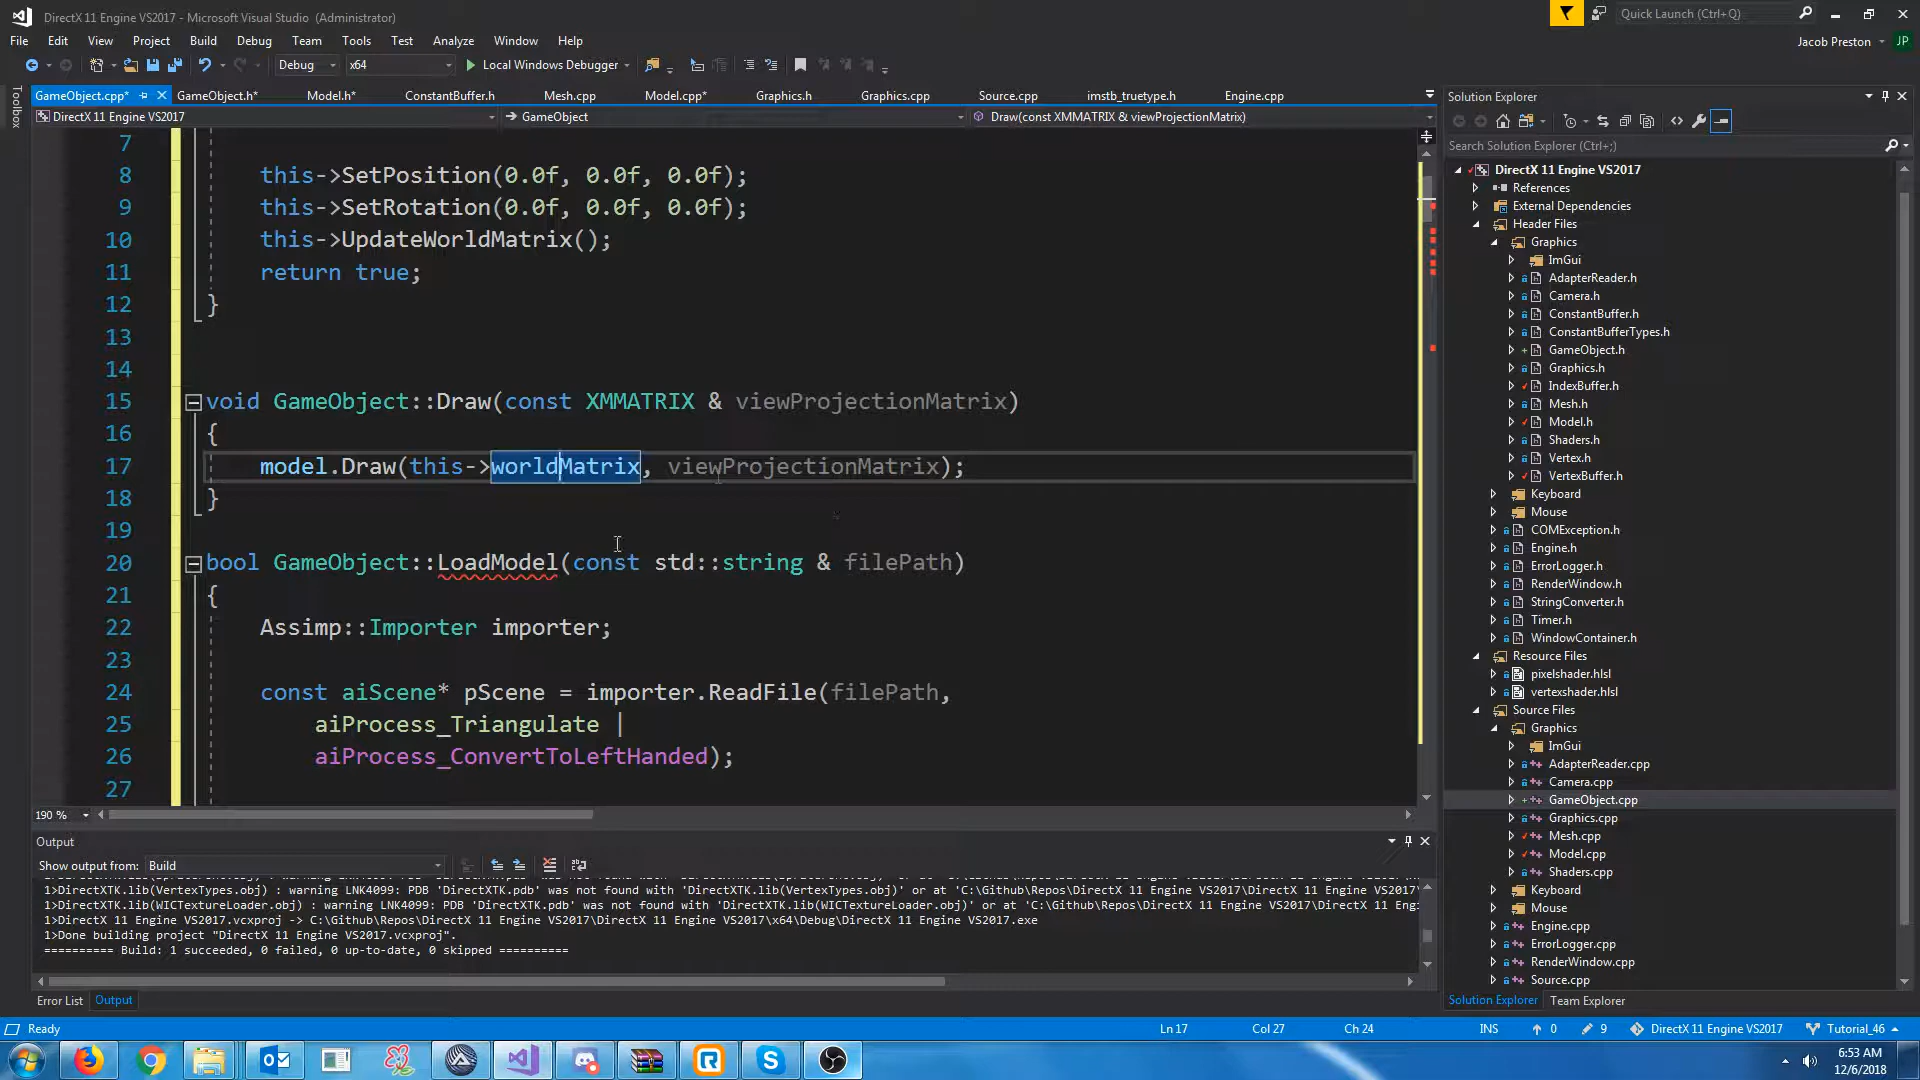 DirectX 11 Engine VS2017 - Microsoft Visual Studio (Administrator)
Quick Launch (Ctrl+Q)
File Edit View Project Build Debug Team Tools Test Analyze Window Help
Jacob Preston JP
Debug x64 Local Windows Debugger
Toolbox
GameObject.cpp* GameObject.h* Model.h* ConstantBuffer.h Mesh.cpp Model.cpp* Graphics.h Graphics.cpp Source.cpp imstb_truetype.h Engine.cpp
DirectX 11 Engine VS2017 GameObject Draw(const XMMATRIX & viewProjectionMatrix)
7
8 this->SetPosition(0.0f, 0.0f, 0.0f);
9 this->SetRotation(0.0f, 0.0f, 0.0f);
10 this->UpdateWorldMatrix();
11 return true;
12 }
13
14
15 void GameObject::Draw(const XMMATRIX & viewProjectionMatrix)
16 {
17 model.Draw(this->worldMatrix, viewProjectionMatrix);
18 }
19
20 bool GameObject::LoadModel(const std::string & filePath)
21 {
22 Assimp::Importer importer;
23
24 const aiScene* pScene = importer.ReadFile(filePath,
25 aiProcess_Triangulate |
26 aiProcess_ConvertToLeftHanded);
27
190 %
Output
Show output from: Build
1>DirectXTK.lib(VertexTypes.obj) : warning LNK4099: PDB 'DirectXTK.pdb' was not found with 'DirectXTK.lib(VertexTypes.obj)' or at 'C:\Github\Repos\DirectX 11 Engine VS2017\DirectX 11 Engine VS2017
1>DirectXTK.lib(WICTextureLoader.obj) : warning LNK4099: PDB 'DirectXTK.pdb' was not found with 'DirectXTK.lib(WICTextureLoader.obj)' or at 'C:\Github\Repos\DirectX 11 Engine VS2017\DirectX 11 Engi
1>DirectX 11 Engine VS2017.vcxproj -> C:\Github\Repos\DirectX 11 Engine VS2017\DirectX 11 Engine VS2017\x64\Debug\DirectX 11 Engine VS2017.exe
1>Done building project "DirectX 11 Engine VS2017.vcxproj".
========== Build: 1 succeeded, 0 failed, 0 up-to-date, 0 skipped ==========
Error List Output
Solution Explorer
Search Solution Explorer (Ctrl+;)
DirectX 11 Engine VS2017
References
External Dependencies
Header Files
Graphics
ImGui
AdapterReader.h
Camera.h
ConstantBuffer.h
ConstantBufferTypes.h
GameObject.h
Graphics.h
IndexBuffer.h
Mesh.h
Model.h
Shaders.h
Vertex.h
VertexBuffer.h
Keyboard
Mouse
COMException.h
Engine.h
ErrorLogger.h
RenderWindow.h
StringConverter.h
Timer.h
WindowContainer.h
Resource Files
pixelshader.hlsl
vertexshader.hlsl
Source Files
Graphics
ImGui
AdapterReader.cpp
Camera.cpp
GameObject.cpp
Graphics.cpp
Mesh.cpp
Model.cpp
Shaders.cpp
Keyboard
Mouse
Engine.cpp
ErrorLogger.cpp
RenderWindow.cpp
Source.cpp
Solution Explorer Team Explorer
Ready Ln 17 Col 27 Ch 24 INS 0 9 DirectX 11 Engine VS2017 Tutorial_46
6:53 AM
12/6/2018